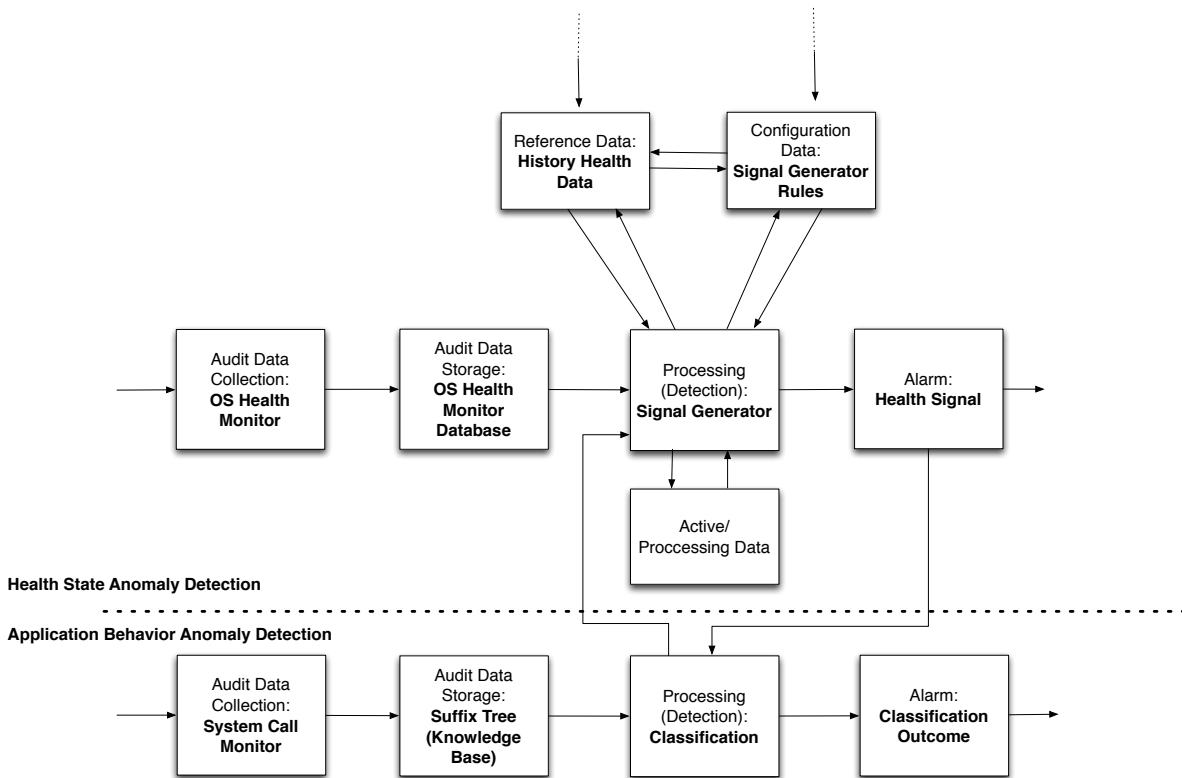 Reference Data:
History Health
Data
Configuration
Data:
Signal Generator
Rules
Audit Data
Collection:
OS Health
Monitor
Audit Data
Storage:
OS Health
Monitor
Database
Processing
(Detection):
Signal Generator
Alarm:
Health Signal
Active/
Proccessing Data
Health State Anomaly Detection
Application Behavior Anomaly Detection
Audit Data
Collection:
System Call
Monitor
Audit Data
Storage:
Suffix Tree
(Knowledge
Base)
Processing
(Detection):
Classification
Alarm:
Classification
Outcome